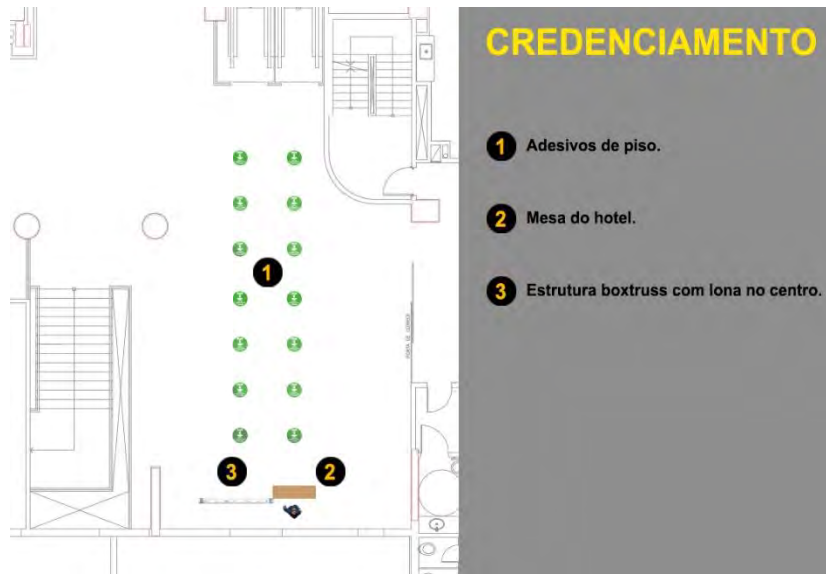 CREDENCIAMENTO
1 Adesivos de piso.
2 Mesa do hotel.
3 Estrutura boxtruss com lona no centro.
1
3
2